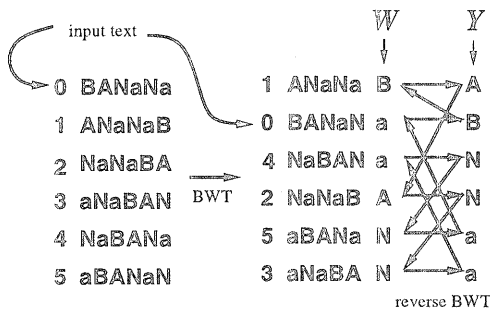 input text
W Y
0 BANaNa
1 ANaNaB
2 NaNaBA
3 aNaBAN
4 NaBANa
5 aBANaN
BWT
1 ANaNa B A
0 BANaN a B
4 NaBAN a N
2 NaNaB A N
5 aBANa N a
3 aNaBA N a
reverse BWT